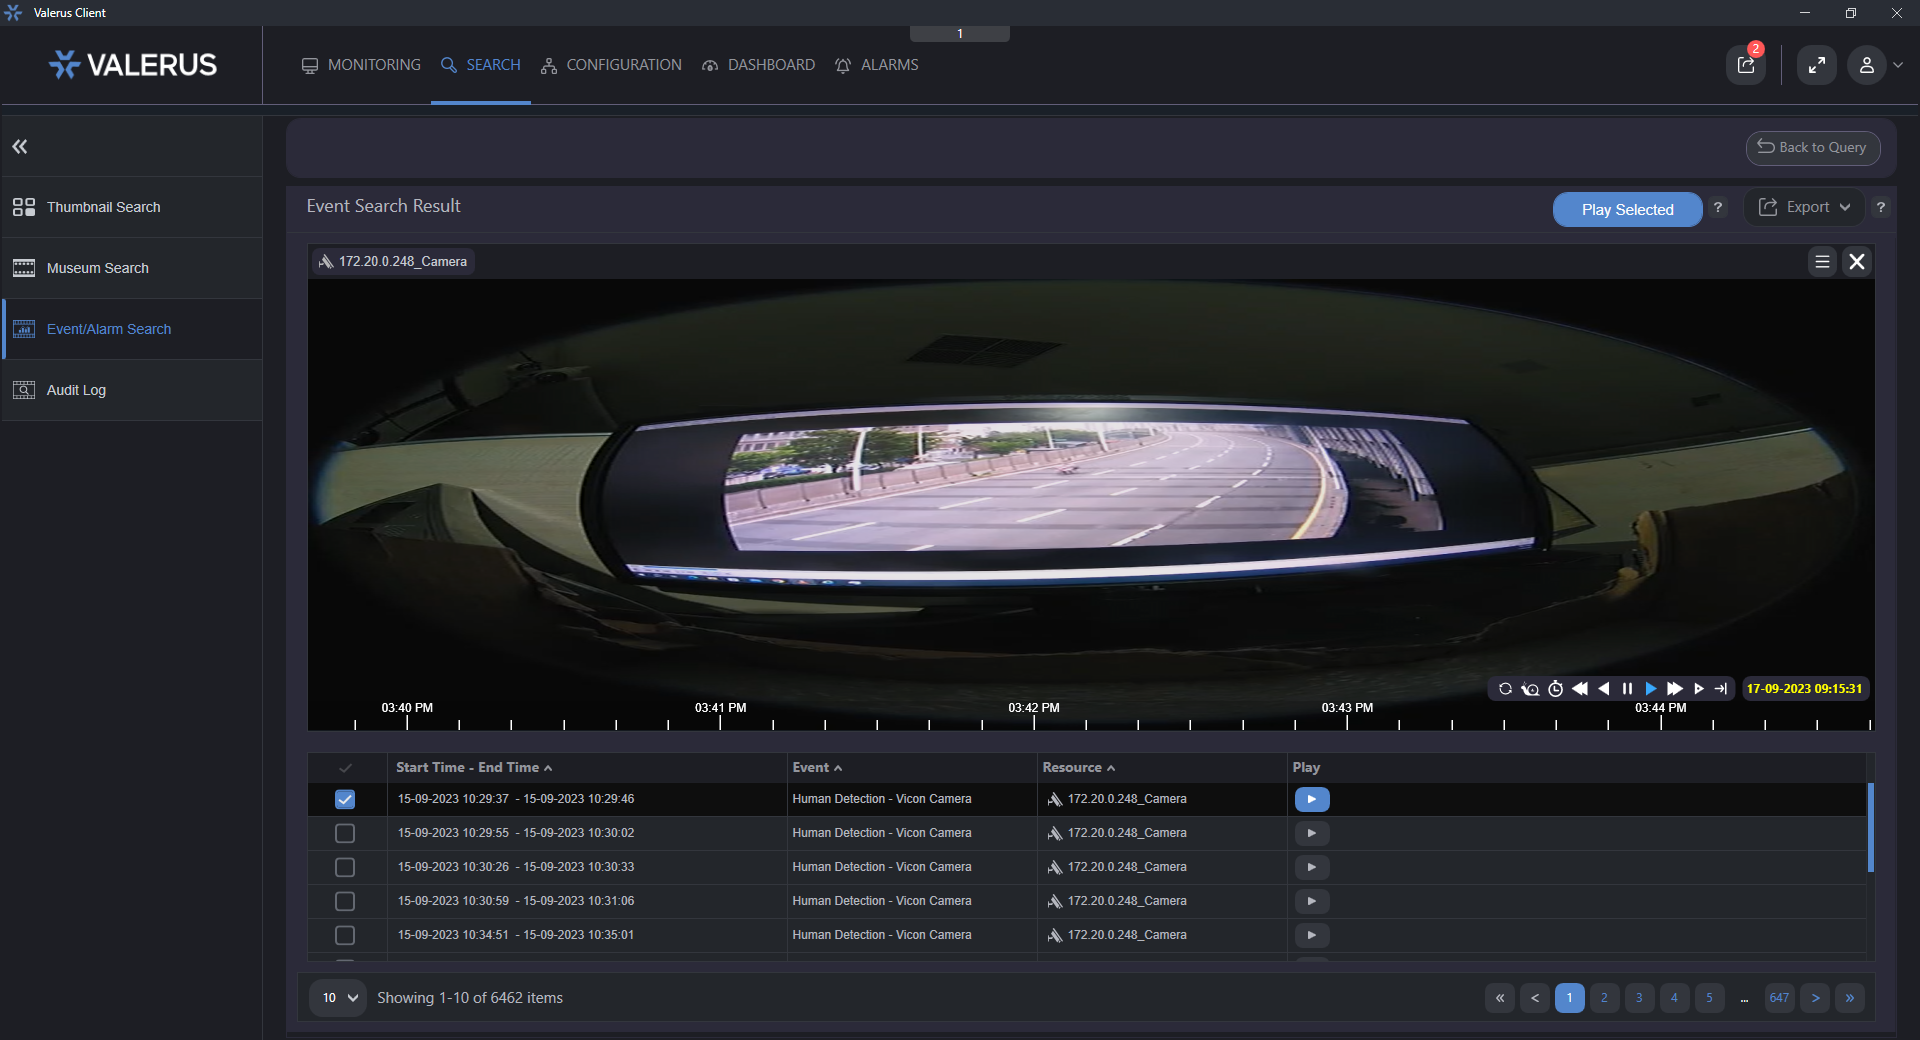 Valerus Client
1
VALERUS
MONITORING
SEARCH
CONFIGURATION
DASHBOARD
ALARMS
2
Back to Query
Thumbnail Search
Museum Search
Event/Alarm Search
Audit Log
Event Search Result
Play Selected
?
Export
?
172.20.0.248_Camera
17-09-2023 09:15:31
03:40 PM
03:41 PM
03:42 PM
03:43 PM
03:44 PM
Start Time - End Time
Event
Resource
Play
15-09-2023 10:29:37 - 15-09-2023 10:29:46 Human Detection - Vicon Camera 172.20.0.248_Camera
15-09-2023 10:29:55 - 15-09-2023 10:30:02 Human Detection - Vicon Camera 172.20.0.248_Camera
15-09-2023 10:30:26 - 15-09-2023 10:30:33 Human Detection - Vicon Camera 172.20.0.248_Camera
15-09-2023 10:30:59 - 15-09-2023 10:31:06 Human Detection - Vicon Camera 172.20.0.248_Camera
15-09-2023 10:34:51 - 15-09-2023 10:35:01 Human Detection - Vicon Camera 172.20.0.248_Camera
10
Showing 1-10 of 6462 items
« < 1 2 3 4 5 ... 647 > »